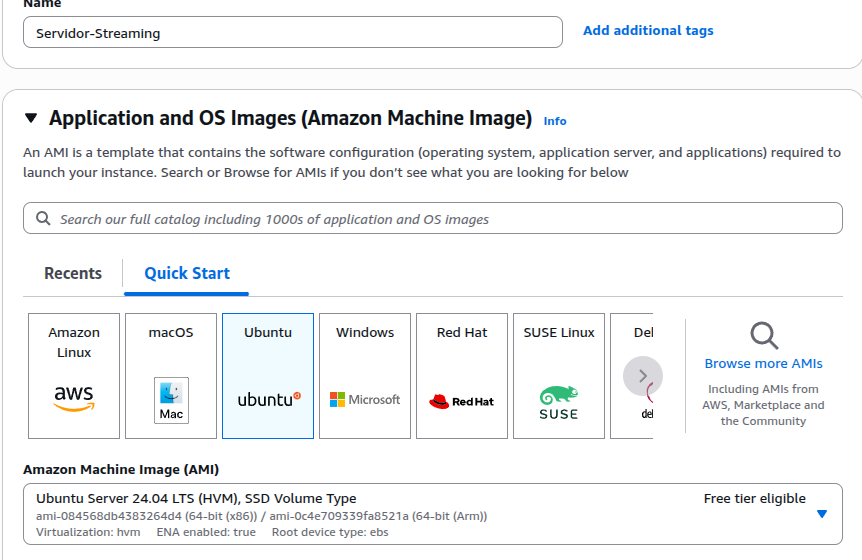 Name
Servidor-Streaming
Add additional tags
Application and OS Images (Amazon Machine Image) Info
An AMI is a template that contains the software configuration (operating system, application server, and applications) required to
launch your instance. Search or Browse for AMIs if you don't see what you are looking for below
Search our full catalog including 1000s of application and OS images
Recents
Quick Start
Amazon
Linux
aws
macOS
Mac
Ubuntu
ubuntu
Windows
Microsoft
Red Hat
Red Hat
SUSE Linux
SUSE
Browse more AMIs
Including AMIs from
AWS, Marketplace and
the Community
Amazon Machine Image (AMI)
Ubuntu Server 24.04 LTS (HVM), SSD Volume Type
Free tier eligible
ami-084568db4383264d4 (64-bit (x86)) / ami-0c4e709339fa8521a (64-bit (Arm))
Virtualization: hvm ENA enabled: true Root device type: ebs